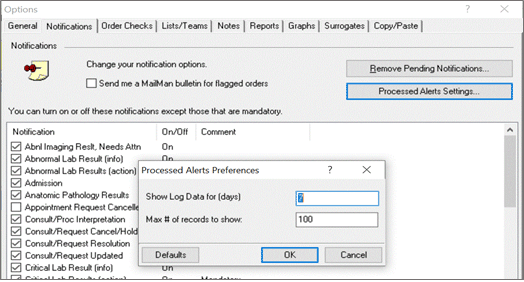 Options
General Notifications Order Checks Lists/Teams Notes Reports Graphs Surrogates Copy/Paste
Notifications
Change your notification options.
Send me a MailMan bulletin for flagged orders
Remove Pending Notifications...
Processed Alerts Settings...
You can turn on or off these notifications except those that are mandatory.
Notification On/Off Comment
Abnl Imaging Reslt, Needs Attn On
Abnormal Lab Result (info) On
Abnormal Lab Results (action)
Admission
Anatomic Pathology Results
Appointment Request Cancelle
Consult/Proc Interpretation
Consult/Request Cancel/Hold
Consult/Request Resolution
Consult/Request Updated
Critical Lab Result (info) On
Processed Alerts Preferences ?
Show Log Data for (days) 7
Max # of records to show: 100
Defaults OK Cancel